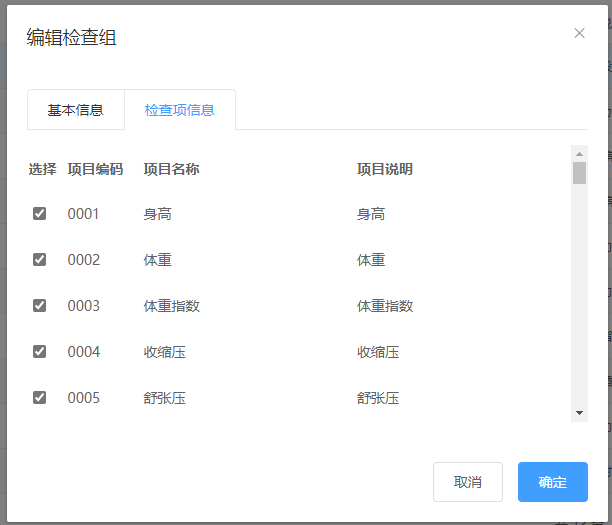 编辑检查组
基本信息 检查项信息
选择 项目编码 项目名称 项目说明
0001 身高 身高
0002 体重 体重
0003 体重指数 体重指数
0004 收缩压 收缩压
0005 舒张压 舒张压
取消 确定